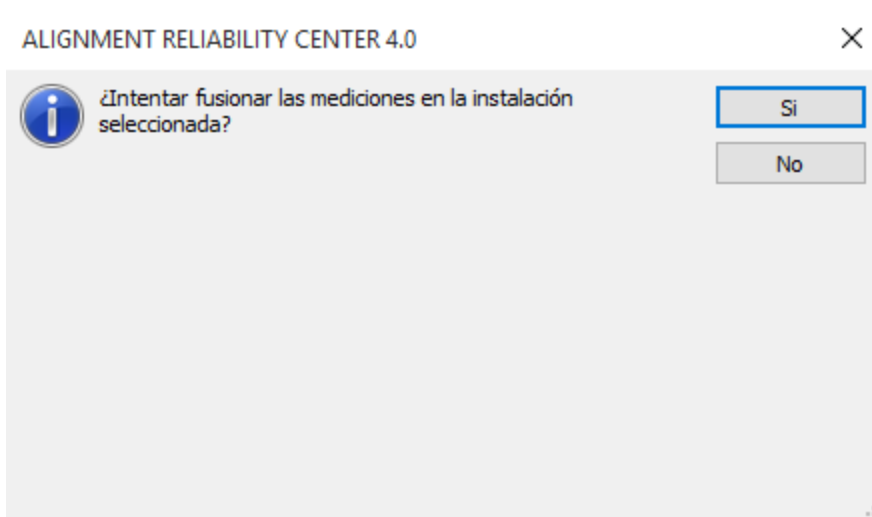 ALIGNMENT RELIABILITY CENTER 4.0
¿Intentar fusionar las mediciones en la instalación
seleccionada?
Si
No